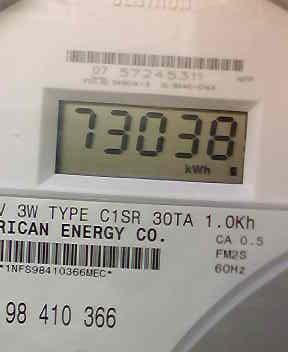 07 57245311
73038
kWh
V 3W TYPE C1SR 30TA 1.0Kh
RICAN ENERGY CO.
CA 0.5
FM2S
*1NFS98410366MEC*
60Hz
98 410 366